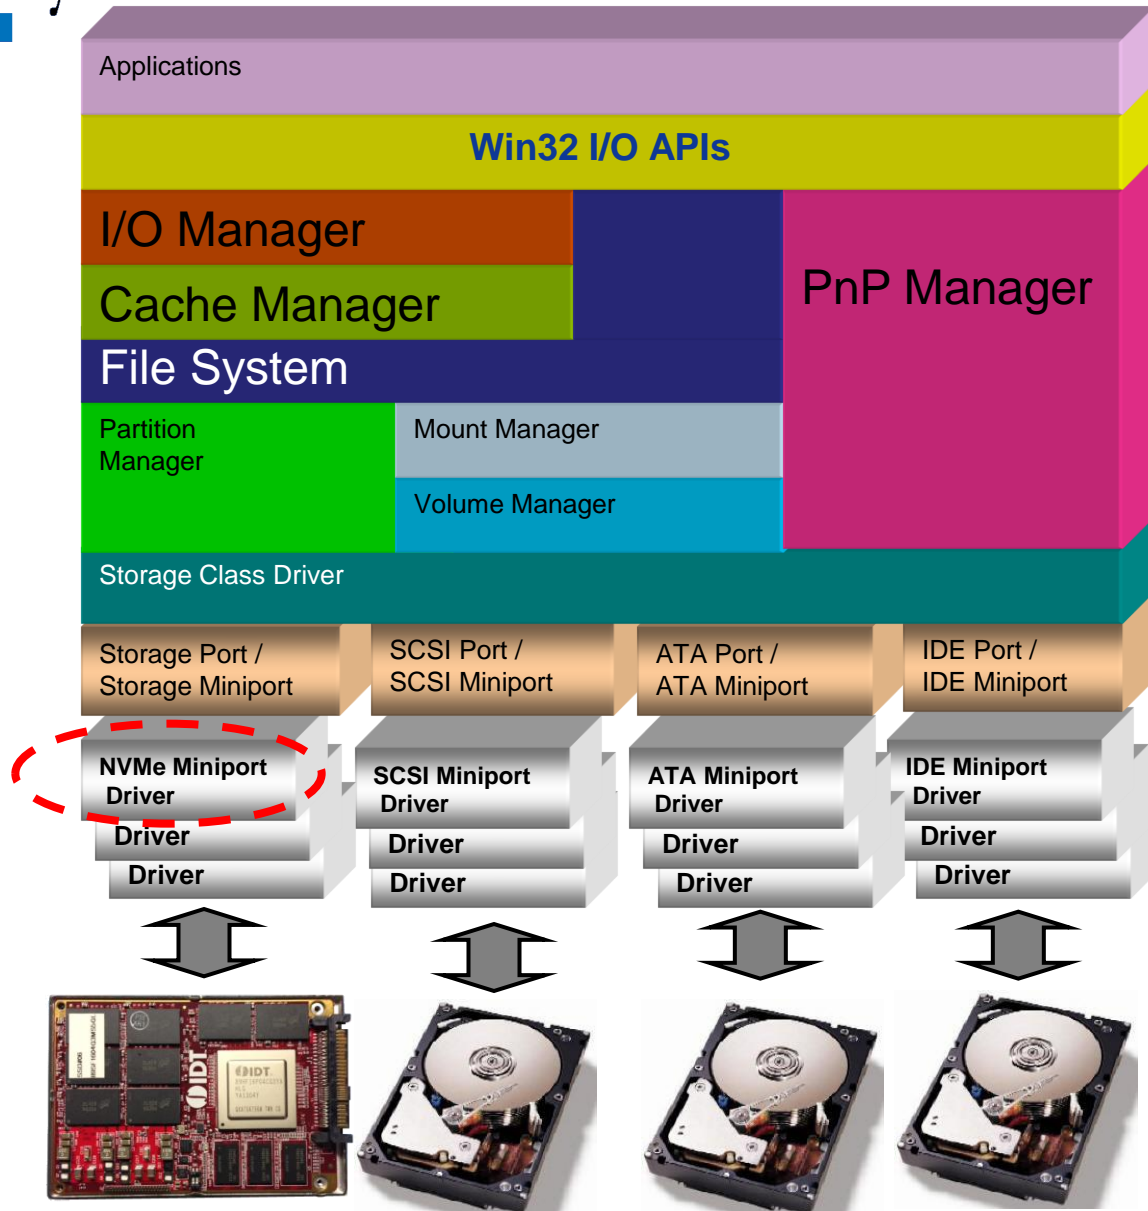 Applications
Win32 I/O APIs
I/O Manager
Cache Manager
PnP Manager
File System
Partition
Manager
Mount Manager
Volume Manager
Storage Class Driver
Storage Port /
Storage Miniport
SCSI Port /
SCSI Miniport
ATA Port /
ATA Miniport
IDE Port /
IDE Miniport
NVMe Miniport
Driver
Driver
Driver
SCSI Miniport
Driver
Driver
Driver
ATA Miniport
Driver
Driver
Driver
IDE Miniport
Driver
Driver
Driver
IDT
IDT